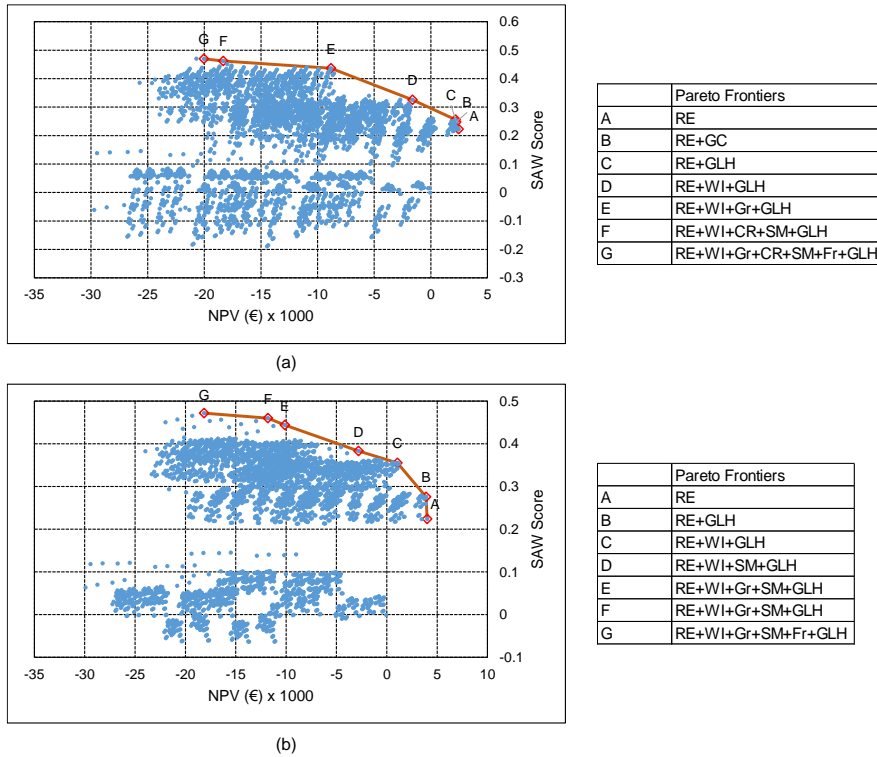 0.6
0.5
0.4
0.3
0.2
0.1
0
-0.1
-0.2
-0.3
SAW Score
G F E D C B A
-35 -30 -25 -20 -15 -10 -5 0 5
NPV (€) x 1000
(a)
Pareto Frontiers
A RE
B RE+GC
C RE+GLH
D RE+WI+GLH
E RE+WI+Gr+GLH
F RE+WI+CR+SM+GLH
G RE+WI+Gr+CR+SM+Fr+GLH
0.5
0.4
0.3
0.2
0.1
0
-0.1
SAW Score
G F E D C B A
-35 -30 -25 -20 -15 -10 -5 0 5 10
NPV (€) x 1000
(b)
Pareto Frontiers
A RE
B RE+GLH
C RE+WI+GLH
D RE+WI+SM+GLH
E RE+WI+Gr+SM+GLH
F RE+WI+Gr+SM+GLH
G RE+WI+Gr+SM+Fr+GLH